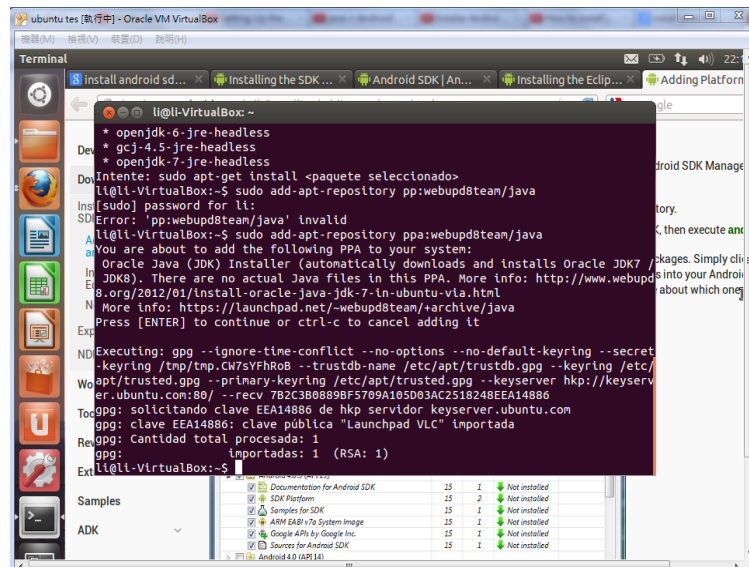 ubuntu tes [執行中] - Oracle VM VirtualBox
機器(M) 檢視(V) 裝置(D) 說明(H)
Terminal
22:1
install android sd... Installing the SDK ... Android SDK | An... Installing the Eclip... Adding Platform
li@li-VirtualBox: ~
gle
* openjdk-6-jre-headless
* gcj-4.5-jre-headless
* openjdk-7-jre-headless
Intente: sudo apt-get install <paquete seleccionado>
li@li-VirtualBox:~$ sudo add-apt-repository pp:webupd8team/java
[sudo] password for li:
Error: 'pp:webupd8team/java' invalid
li@li-VirtualBox:~$ sudo add-apt-repository ppa:webupd8team/java
You are about to add the following PPA to your system:
Oracle Java (JDK) Installer (automatically downloads and installs Oracle JDK7 /
JDK8). There are no actual Java files in this PPA. More info: http://www.webupd
8.org/2012/01/install-oracle-java-jdk-7-in-ubuntu-via.html
More info: https://launchpad.net/~webupd8team/+archive/java
Press [ENTER] to continue or ctrl-c to cancel adding it
Executing: gpg --ignore-time-conflict --no-options --no-default-keyring --secret
-keyring /tmp/tmp.CW7sYFhRoB --trustdb-name /etc/apt/trustdb.gpg --keyring /etc/
apt/trusted.gpg --primary-keyring /etc/apt/trusted.gpg --keyserver hkp://keyserv
er.ubuntu.com:80/ --recv 7B2C3B0889BF5709A105D03AC2518248EEA14886
gpg: solicitando clave EEA14886 de hkp servidor keyserver.ubuntu.com
gpg: clave EEA14886: clave pública "Launchpad VLC" importada
gpg: Cantidad total procesada: 1
gpg: importadas: 1 (RSA: 1)
li@li-VirtualBox:~$
droid SDK Manage
tory.
, then execute
ckages. Simply clic
s into your Androi
about which one
Dev
Ins
SDK
Exp
NDK
Wo
Too
Rev
Ext
Samples
ADK
Documentation for Android SDK 15 1 Not installed
SDK Platform 15 2 Not installed
Samples for SDK 15 1 Not installed
ARM EABI v7a System Image 15 1 Not installed
Google APIs by Google Inc. 15 1 Not installed
Sources for Android SDK 15 1 Not installed
Android 4.0 (API 14)